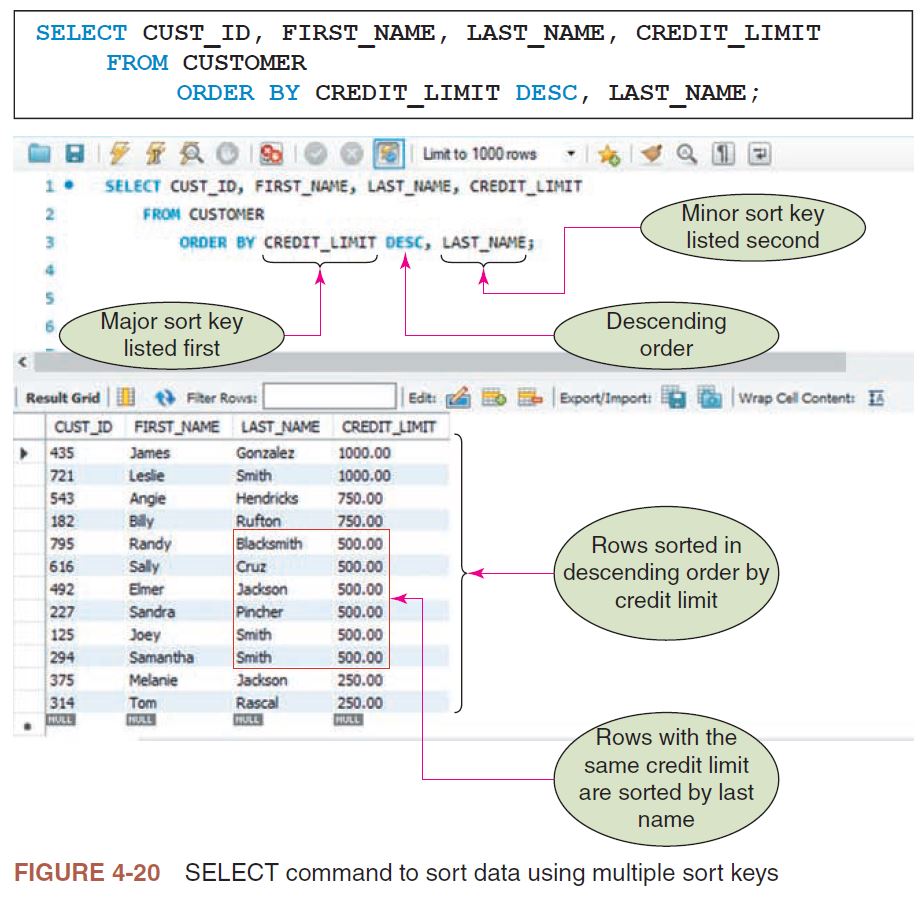 SELECT CUST_ID, FIRST_NAME, LAST_NAME, CREDIT_LIMIT
FROM CUSTOMER
ORDER BY CREDIT_LIMIT DESC, LAST_NAME;
Limit to 1000 rows
1 SELECT CUST_ID, FIRST_NAME, LAST_NAME, CREDIT_LIMIT
2 FROM CUSTOMER
3 ORDER BY CREDIT_LIMIT DESC, LAST_NAME;
4
5
6
Minor sort key
listed second
Major sort key
listed first
Descending
order
Result Grid Filter Rows: Edit: Export/Import: Wrap Cell Content:
CUST_ID FIRST_NAME LAST_NAME CREDIT_LIMIT
435 James Gonzalez 1000.00
721 Leslie Smith 1000.00
543 Angie Hendricks 750.00
182 Billy Rufton 750.00
795 Randy Blacksmith 500.00
616 Sally Cruz 500.00
492 Elmer Jackson 500.00
227 Sandra Pincher 500.00
125 Joey Smith 500.00
294 Samantha Smith 500.00
375 Melanie Jackson 250.00
314 Tom Rascal 250.00
NULL NULL NULL NULL
Rows sorted in
descending order by
credit limit
Rows with the
same credit limit
are sorted by last
name
FIGURE 4-20 SELECT command to sort data using multiple sort keys